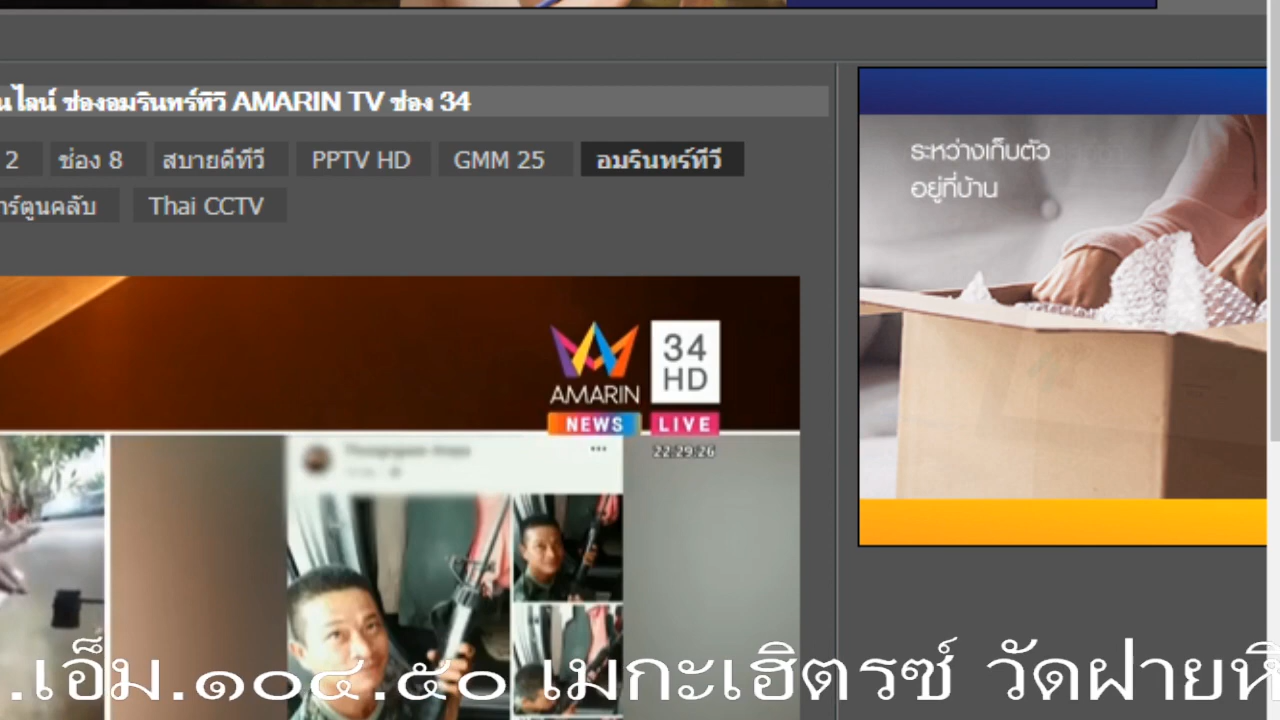 ไลน์ ช่องอมรินทร์ทีวี AMARIN TV ช่อง 34
2 ช่อง 8 สบายดีทีวี PPTV HD GMM 25 อมรินทร์ทีวี
าร์ตูนคลับ Thai CCTV
ระหว่างเก็บตัว
อยู่ที่บ้าน
34
HD
AMARIN
NEWS LIVE
22:29:26
.เอ็ม.๑๐๔.๕๐ เมกะเฮิตรซ์ วัดฝายหิ